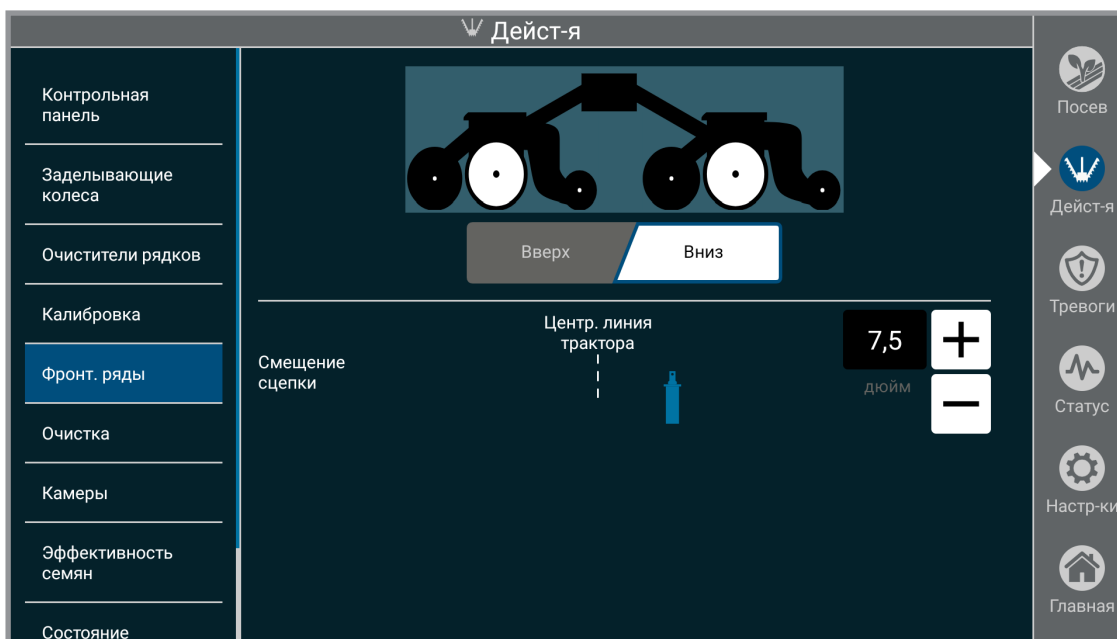 Дейст-я
Контрольная
панель
Заделывающие
колеса
Очистители рядков
Калибровка
Фронт. ряды
Очистка
Камеры
Эффективность
семян
Состояние
Вверх
Вниз
Центр. линия
трактора
Смещение
сцепки
7,5
дюйм
Посев
Дейст-я
Тревоги
Статус
Настр-ки
Главная